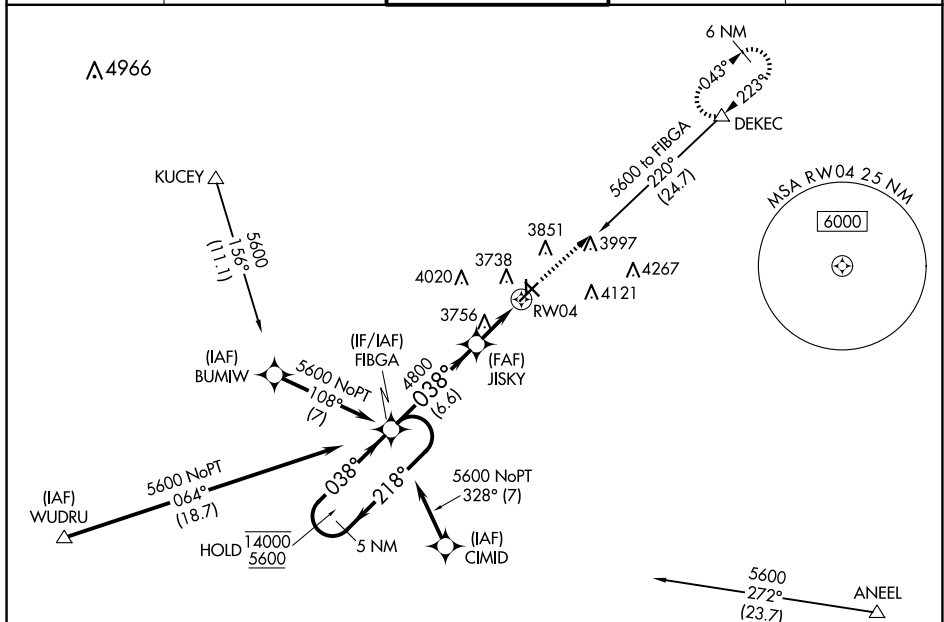 4966
6 NM
043°
223°
DEKEC
5600 to FIBGA
220°
(24.7)
KUCEY
5600
156°
(11.1)
MSA RW04 25 NM
6000
3851
3997
3738
4020
4267
4121
3756
RW04
(IF/IAF)
FIBGA
(FAF)
JISKY
(IAF)
BUMIW
5600 NoPT
108°
(7)
4800
038°
(6.6)
5600 NoPT
064°
(18.7)
(IAF)
WUDRU
038°
218°
5600 NoPT
328° (7)
HOLD
14000
5600
5 NM
(IAF)
CIMID
5600
272°
(23.7)
ANEEL